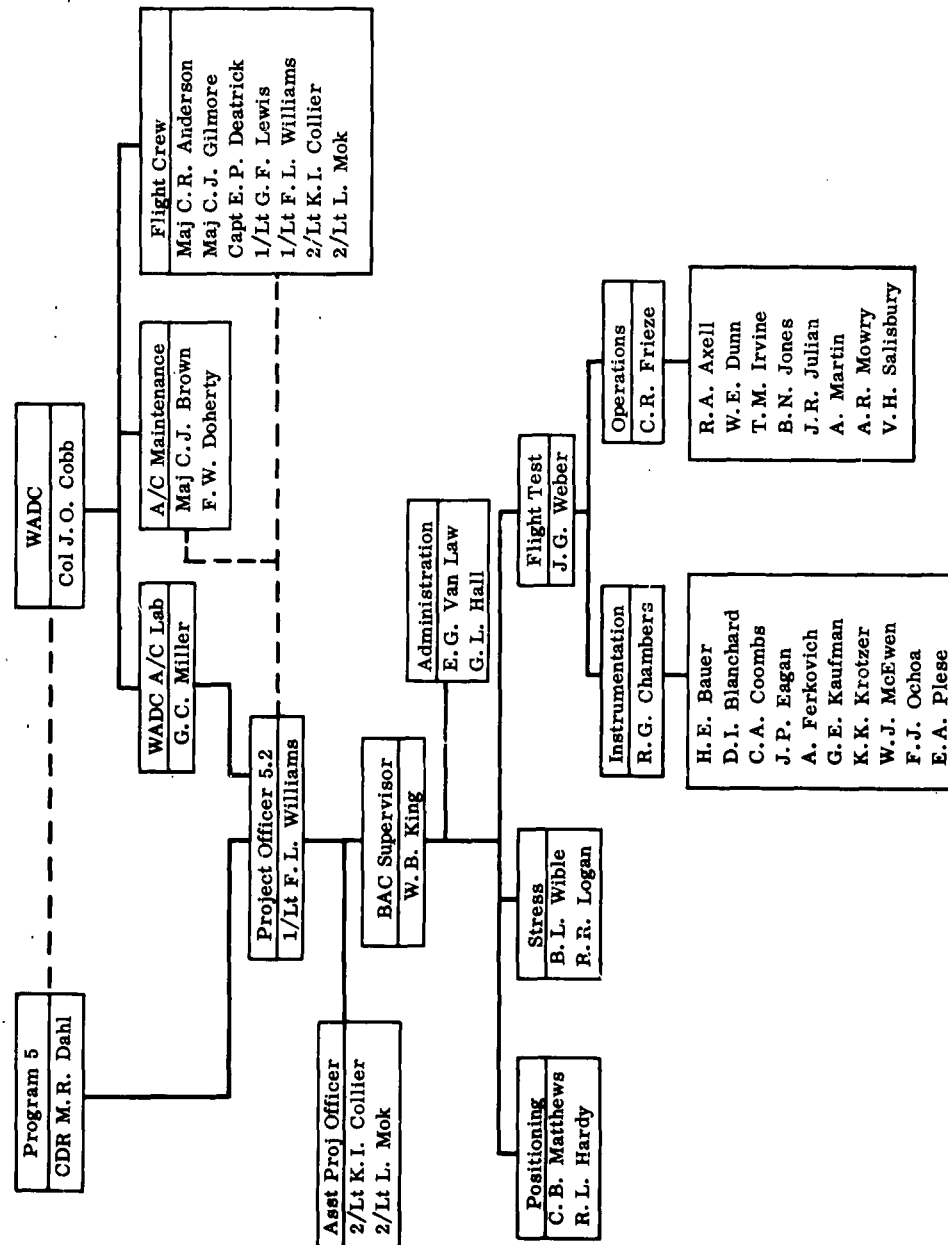 Program 5
CDR M.R. Dahl
WADC
Col J.O. Cobb
WADC A/C Lab
G.C. Miller
A/C Maintenance
Maj C.J. Brown
F.W. Doherty
Flight Crew
Maj C.R. Anderson
Maj C.J. Gilmore
Capt E.P. Deatrick
1/Lt G.F. Lewis
1/Lt F.L. Williams
2/Lt K.I. Collier
2/Lt L. Mok
Project Officer 5.2
1/Lt F.L. Williams
Asst Proj Officer
2/Lt K.I. Collier
2/Lt L. Mok
BAC Supervisor
W.B. King
Administration
E.G. Van Law
G.L. Hall
Positioning
C.B. Matthews
R.L. Hardy
Stress
B.L. Wible
R.R. Logan
Flight Test
J.G. Weber
Instrumentation
R.G. Chambers
H.E. Bauer
D.I. Blanchard
C.A. Coombs
J.P. Eagan
A. Ferkovich
G.E. Kaufman
K.K. Krotzer
W.J. McEwen
F.J. Ochoa
E.A. Plese
Operations
C.R. Frieze
R.A. Axell
W.E. Dunn
T.M. Irvine
B.N. Jones
J.R. Julian
A. Martin
A.R. Mowry
V.H. Salisbury